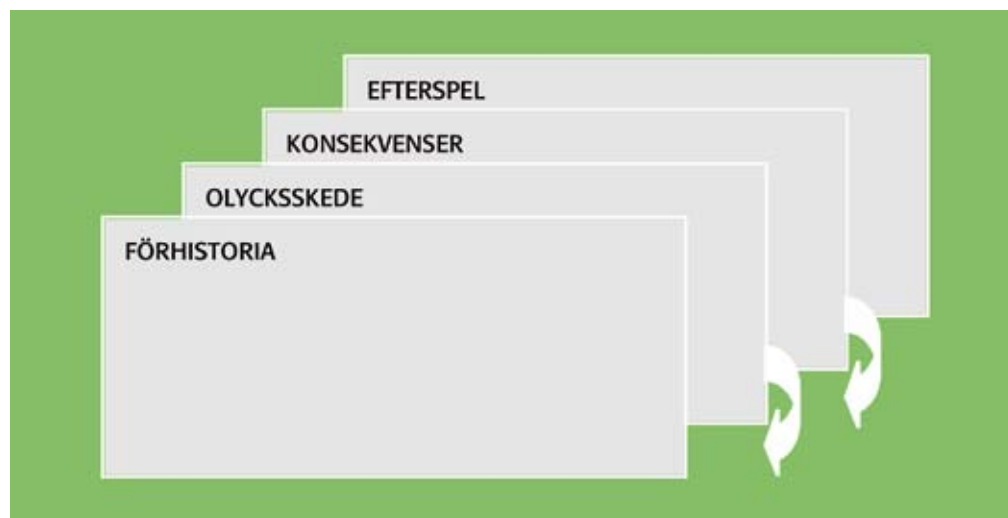 EFTERSPEL
KONSEKVENSER
OLYCKSSKEDE
FÖRHISTORIA